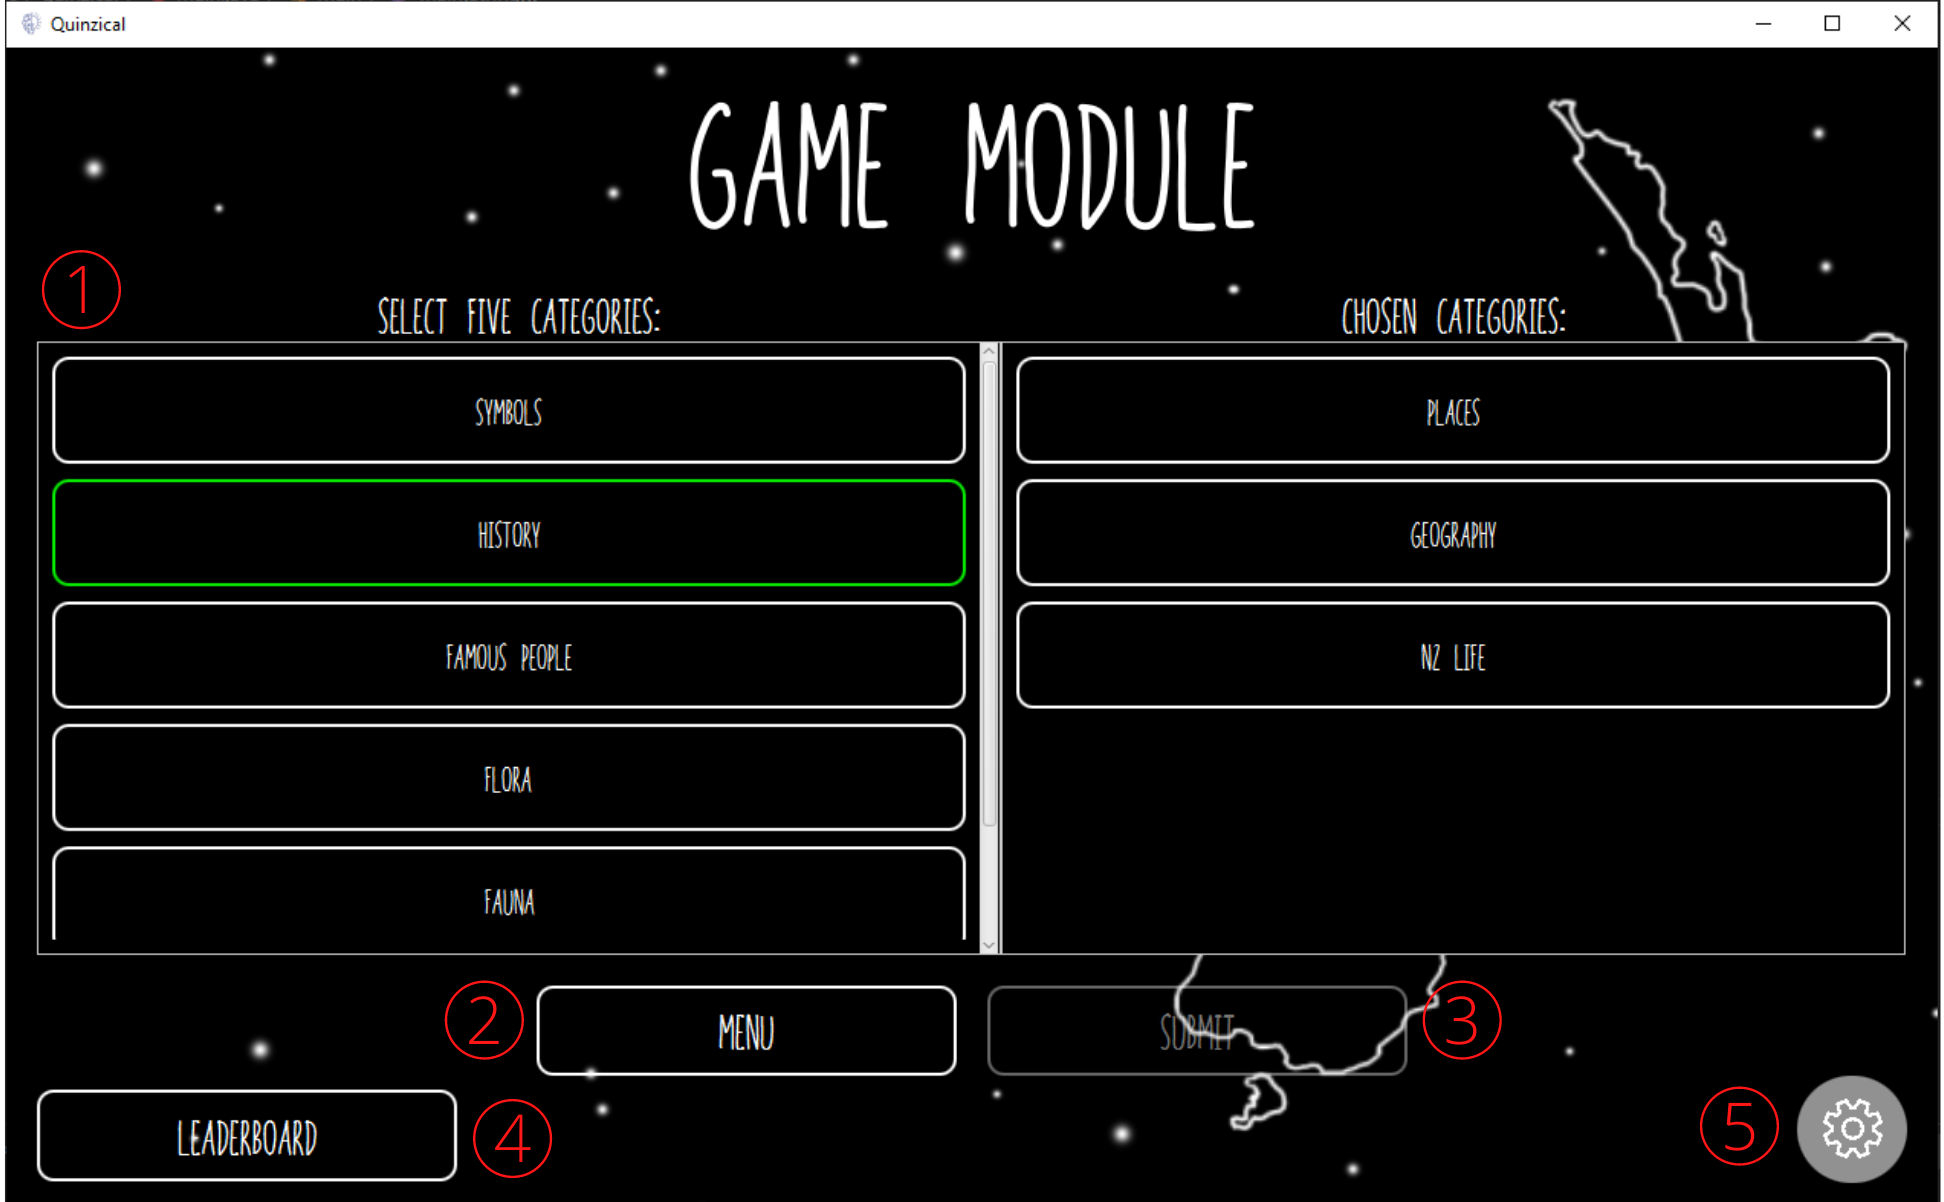 Quinzical
GAME MODULE
1
SELECT FIVE CATEGORIES:
CHOSEN CATEGORIES:
SYMBOLS
PLACES
HISTORY
GEOGRAPHY
FAMOUS PEOPLE
NZ LIFE
FLORA
FAUNA
2
MENU
SUBMIT
3
LEADERBOARD
4
5